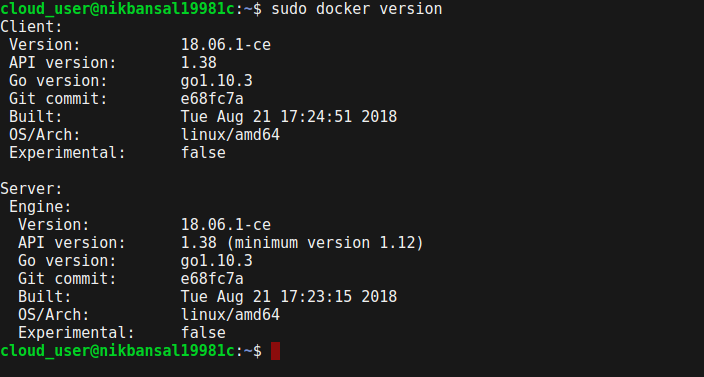 cloud_user@nikbansal19981c:~$ sudo docker version
Client:
 Version:           18.06.1-ce
 API version:       1.38
 Go version:        go1.10.3
 Git commit:        e68fc7a
 Built:             Tue Aug 21 17:24:51 2018
 OS/Arch:           linux/amd64
 Experimental:      false

Server:
 Engine:
  Version:          18.06.1-ce
  API version:      1.38 (minimum version 1.12)
  Go version:       go1.10.3
  Git commit:       e68fc7a
  Built:            Tue Aug 21 17:23:15 2018
  OS/Arch:          linux/amd64
  Experimental:     false
cloud_user@nikbansal19981c:~$